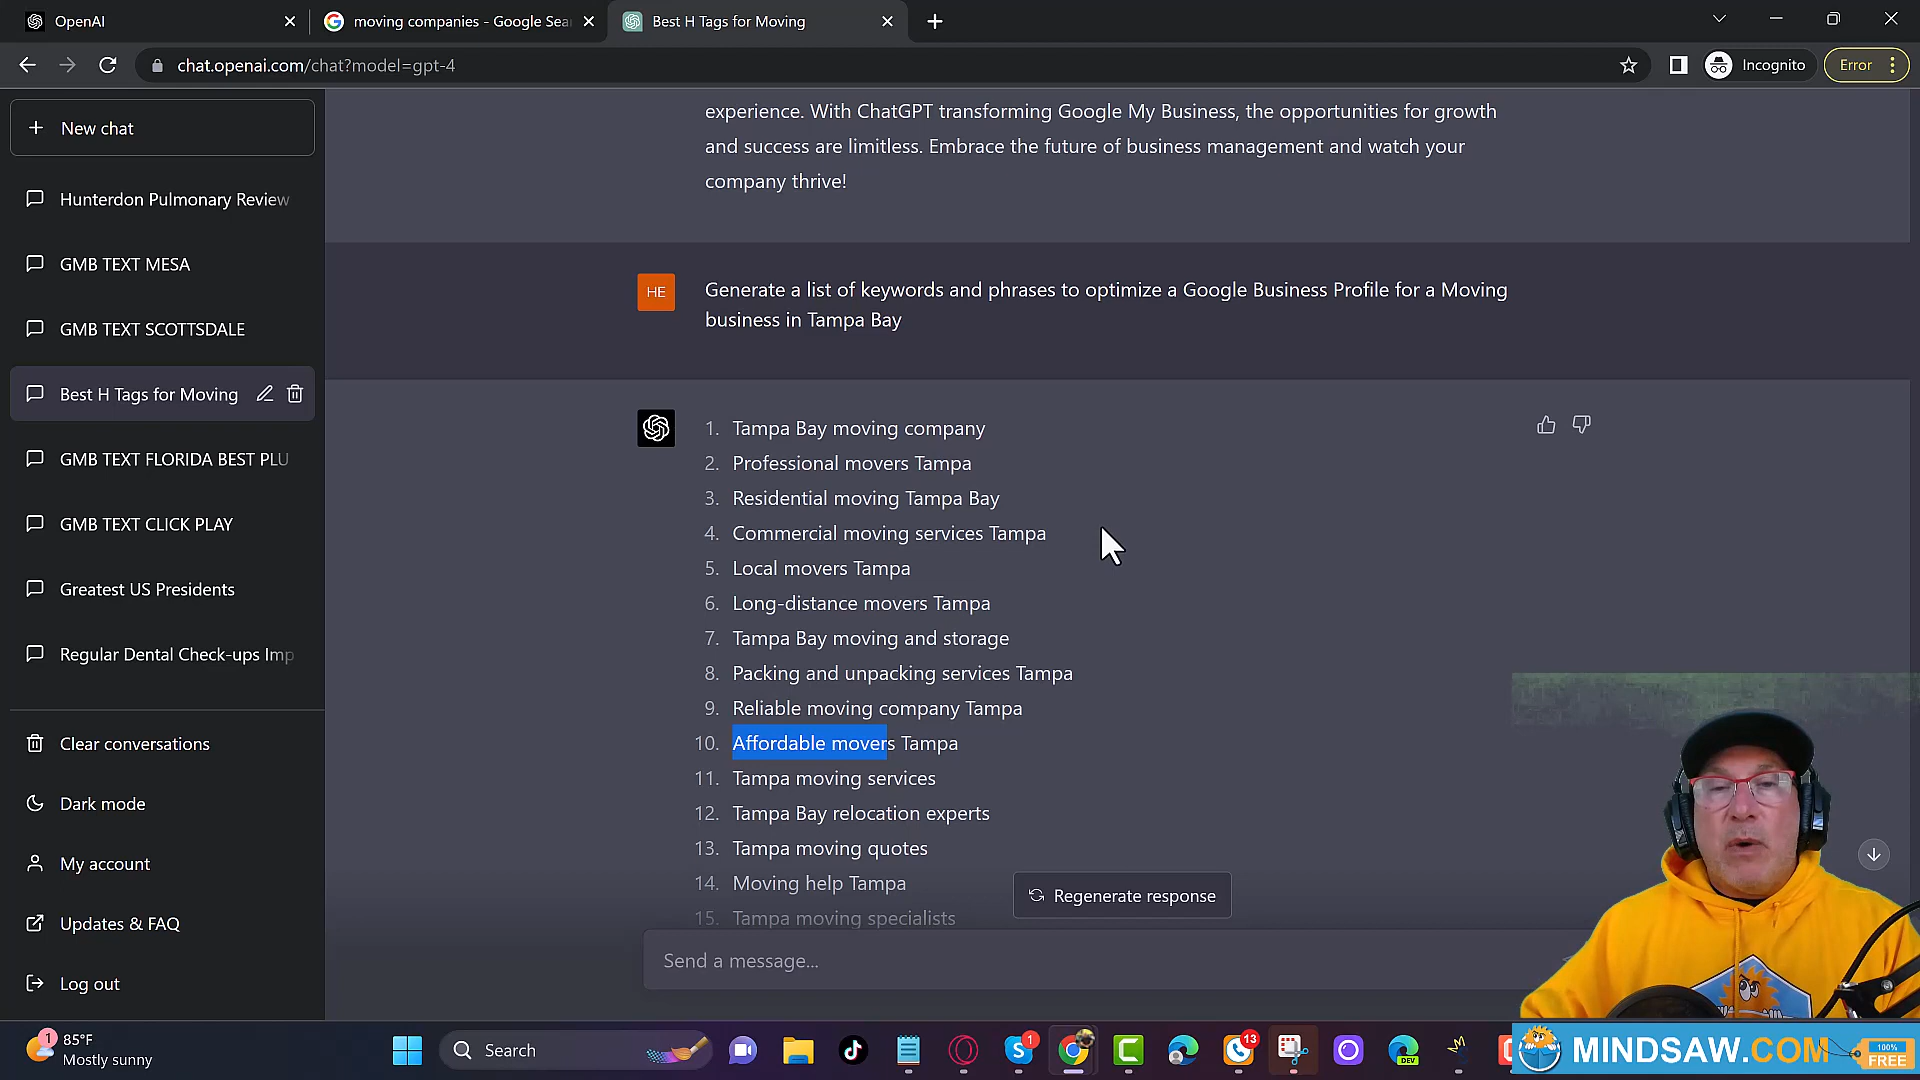 OpenAI
moving companies - Google Sea
Best H Tags for Moving
chat.openai.com/chat?model=gpt-4
Incognito
Error
New chat
Hunterdon Pulmonary Review
GMB TEXT MESA
GMB TEXT SCOTTSDALE
Best H Tags for Moving
GMB TEXT FLORIDA BEST PLU
GMB TEXT CLICK PLAY
Greatest US Presidents
Regular Dental Check-ups Imp
Clear conversations
Dark mode
My account
Updates & FAQ
Log out
experience. With ChatGPT transforming Google My Business, the opportunities for growth
and success are limitless. Embrace the future of business management and watch your
company thrive!
HE
Generate a list of keywords and phrases to optimize a Google Business Profile for a Moving
business in Tampa Bay
1. Tampa Bay moving company
2. Professional movers Tampa
3. Residential moving Tampa Bay
4. Commercial moving services Tampa
5. Local movers Tampa
6. Long-distance movers Tampa
7. Tampa Bay moving and storage
8. Packing and unpacking services Tampa
9. Reliable moving company Tampa
10. Affordable movers Tampa
11. Tampa moving services
12. Tampa Bay relocation experts
13. Tampa moving quotes
14. Moving help Tampa
15. Tampa moving specialists
Regenerate response
Send a message...
1
85°F
Mostly sunny
Search
1
13
DEV
MINDSAW.COM
100%
FREE